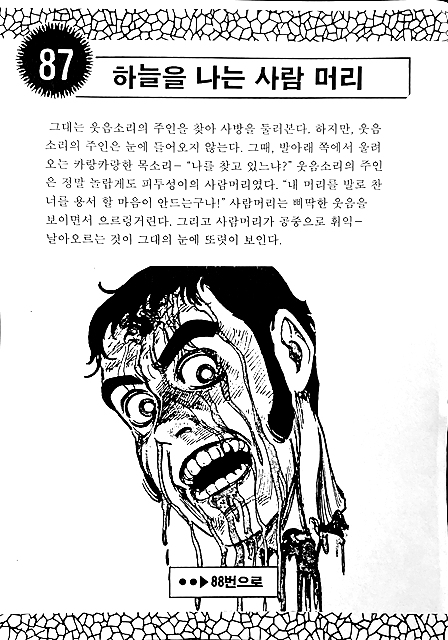 87
하늘을 나는 사람 머리
그대는 웃음소리의 주인을 찾아 사방을 둘러본다. 하지만, 웃음
소리의 주인은 눈에 들어오지 않는다. 그때, 발아래 쪽에서 울려
오는 카랑카랑한 목소리— “나를 찾고 있느냐?” 웃음소리의 주인
은 정말 놀랍게도 피투성이의 사람머리였다. “내 머리를 발로 찬
너를 용서 할 마음이 안드는구나!” 사람머리는 삐딱한 웃음을
보이면서 으르렁거린다. 그리고 사람머리가 공중으로 휘익—
날아오르는 것이 그대의 눈에 또렷이 보인다.
●●▶88번으로